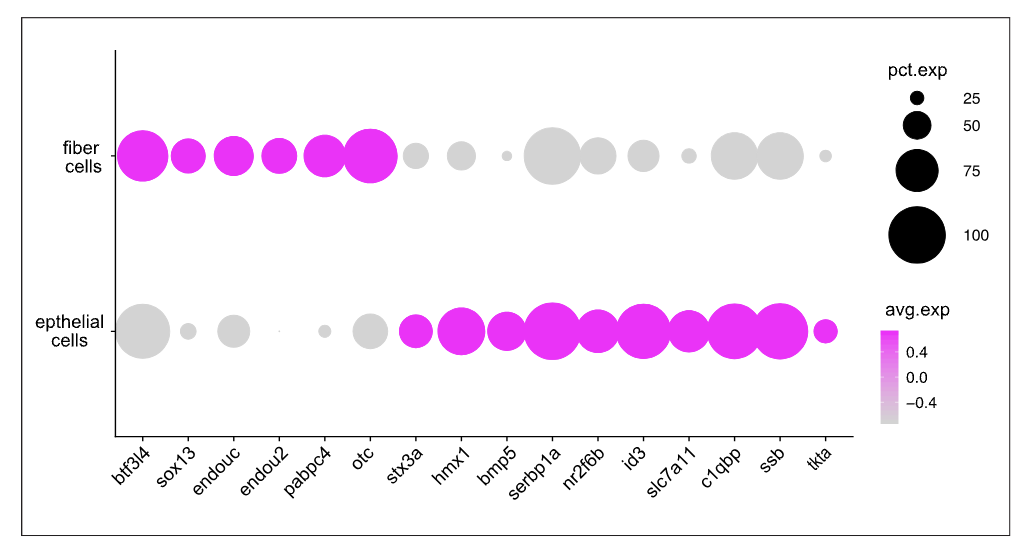 fiber
cells
epthelial
cells
btf3l4
sox13
endouc
endou2
pabpc4
otc
stx3a
hmx1
bmp5
serbp1a
nr2f6b
id3
slc7a11
c1qbp
ssb
tkta
pct.exp
25
50
75
100
avg.exp
0.4
0.0
−0.4